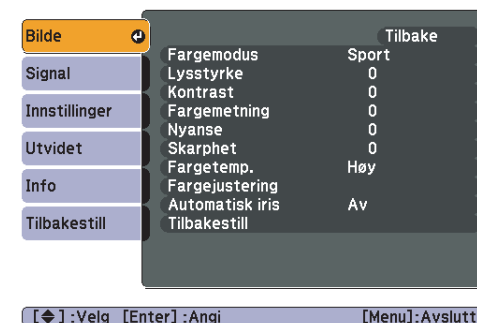 Bilde
Signal
Innstillinger
Utvidet
Info
Tilbakestill
Tilbake
Fargemodus Sport
Lysstyrke 0
Kontrast 0
Fargemetning 0
Nyanse 0
Skarphet 0
Fargetemp. Høy
Fargejustering
Automatisk iris Av
Tilbakestill
[◆] :Velg [Enter] :Angi [Menu]:Avslutt